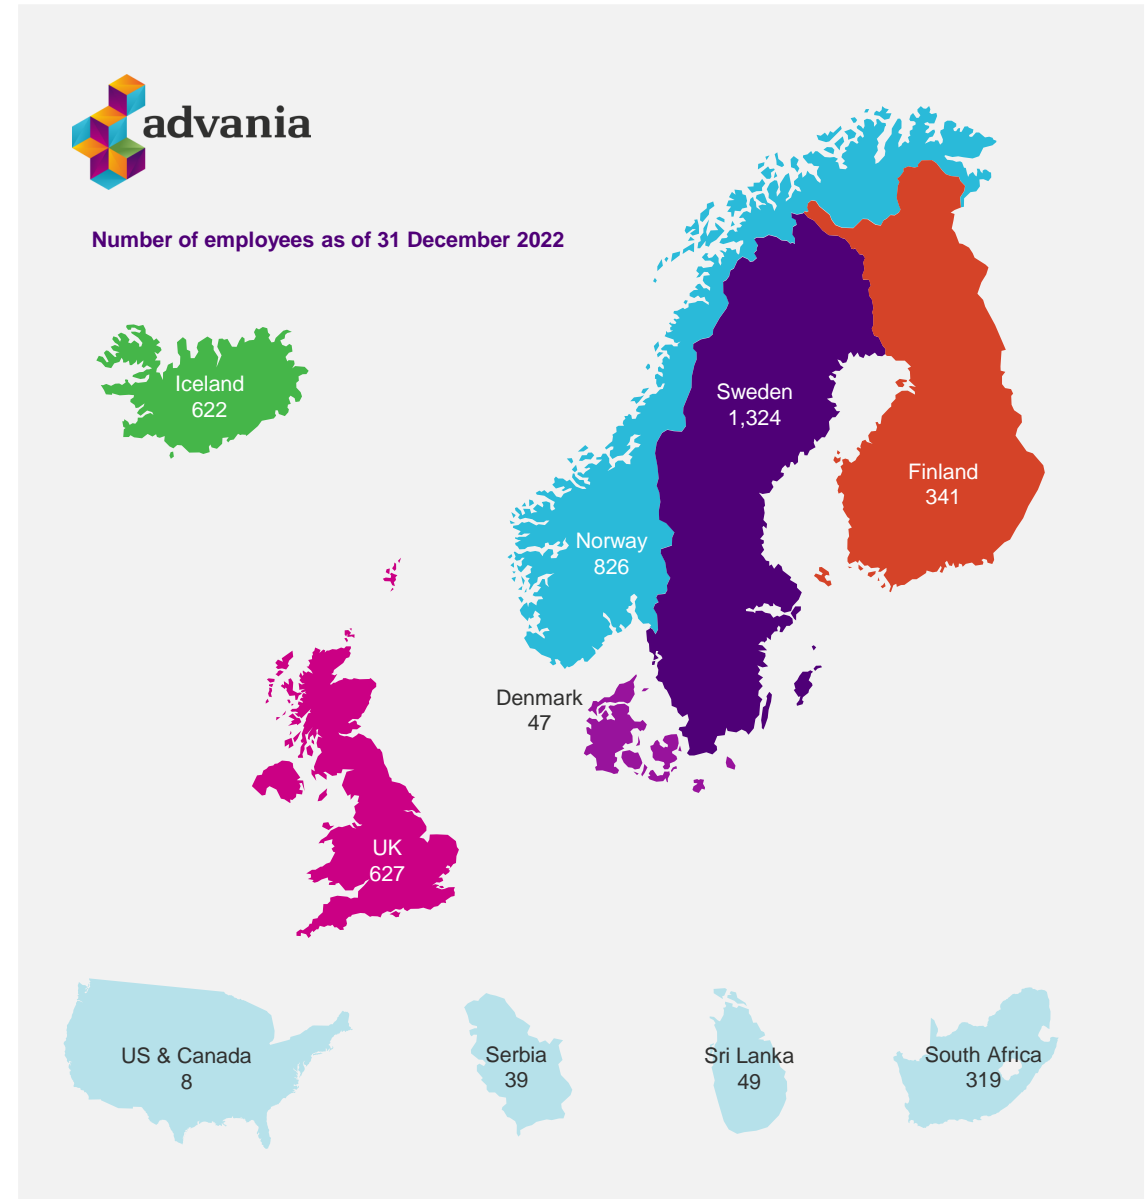 advania
Number of employees as of 31 December 2022
Iceland
622
Sweden
1,324
Finland
341
Norway
826
Denmark
47
UK
627
US & Canada
8
Serbia
39
Sri Lanka
49
South Africa
319